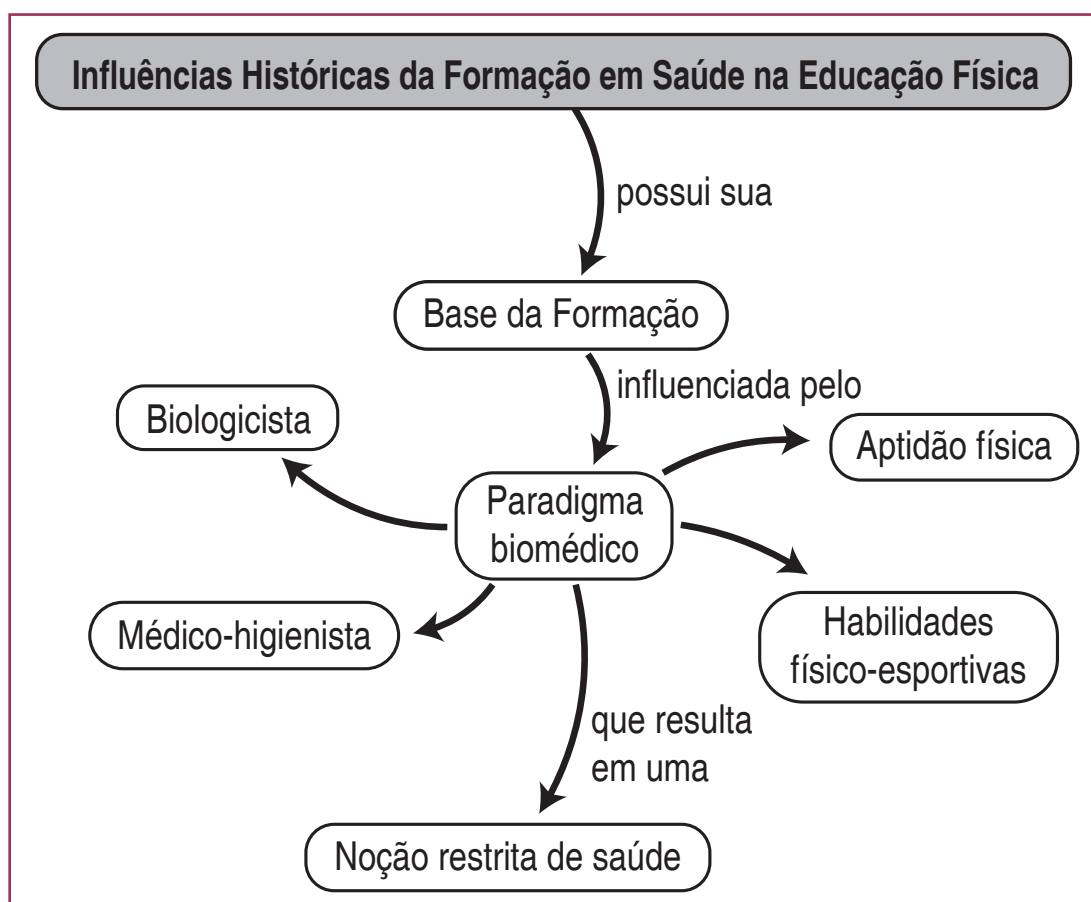 Influências Históricas da Formação em Saúde na Educação Física
possui sua
Base da Formação
influenciada pelo
Biologicista
Aptidão física
Paradigma
biomédico
Médico-higienista
Habilidades
físico-esportivas
que resulta
em uma
Noção restrita de saúde